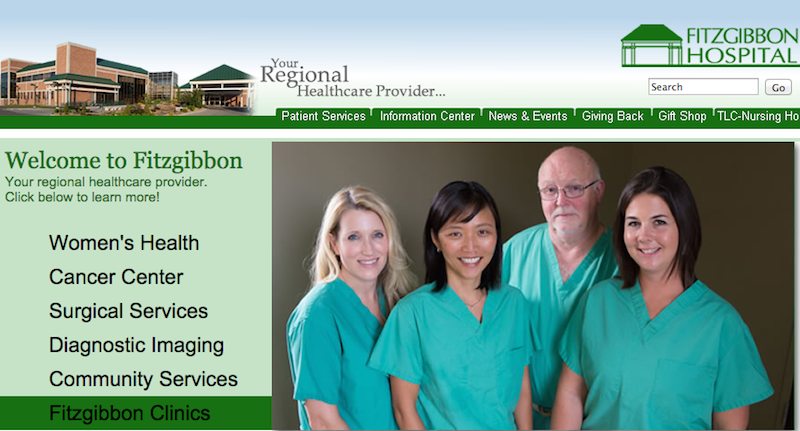 FITZGIBBON
HOSPITAL
Your
Regional
Healthcare Provider...
Search
Go
Patient Services
Information Center
News & Events
Giving Back
Gift Shop
TLC-Nursing Ho
Welcome to Fitzgibbon
Your regional healthcare provider.
Click below to learn more!
Women's Health
Cancer Center
Surgical Services
Diagnostic Imaging
Community Services
Fitzgibbon Clinics